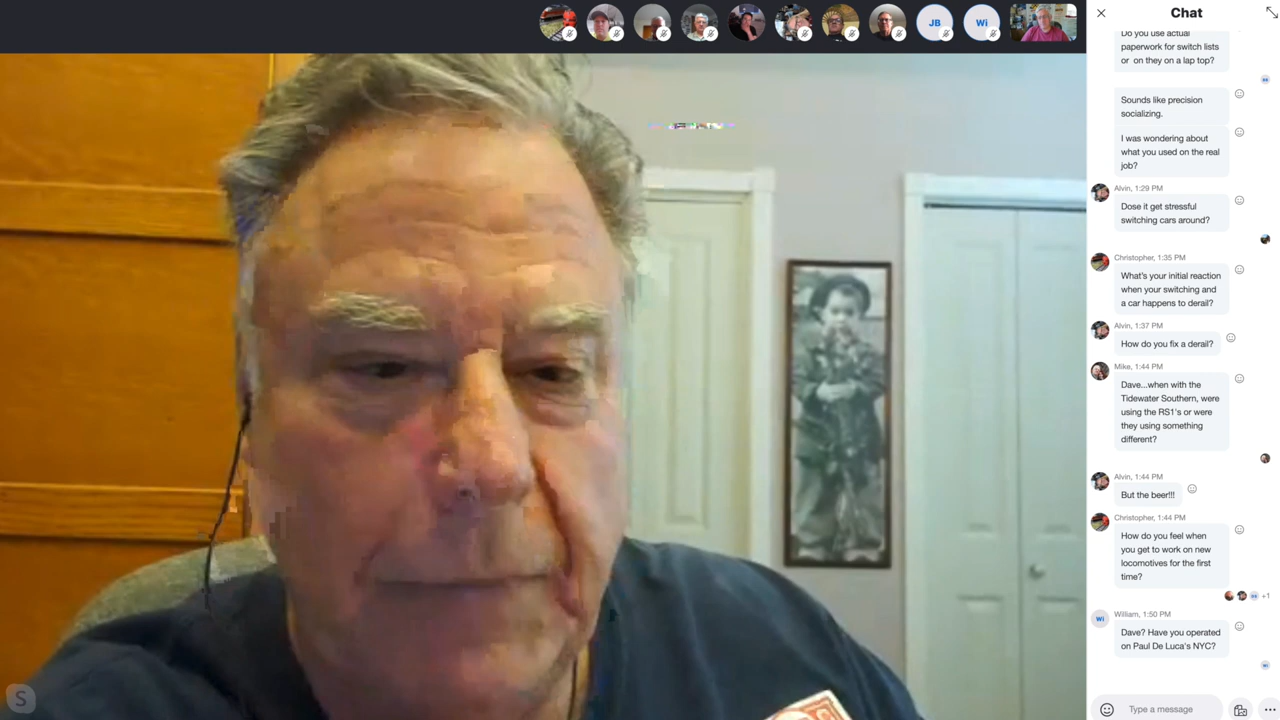 JB
Wi
Chat
Do you use actual
paperwork for switch lists
or on they on a lap top?
Sounds like precision
socializing.
I was wondering about
what you used on the real
job?
Alvin, 1:29 PM
Dose it get stressful
switching cars around?
Christopher, 1:35 PM
What's your initial reaction
when your switching and
a car happens to derail?
Alvin, 1:37 PM
How do you fix a derail?
Mike, 1:44 PM
Dave...when with the
Tidewater Southern, were
using the RS1's or were
they using something
different?
Alvin, 1:44 PM
But the beer!!!
Christopher, 1:44 PM
How do you feel when
you get to work on new
locomotives for the first
time?
+1
William, 1:50 PM
Wi
Dave? Have you operated
on Paul De Luca's NYC?
S
Type a message